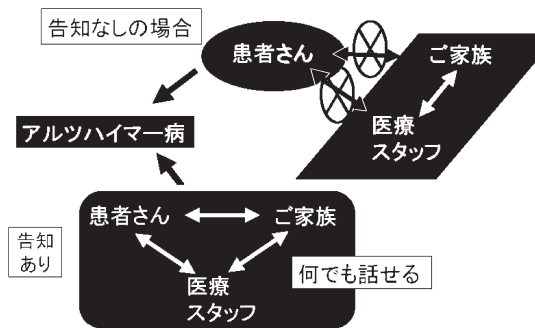 告知なしの場合
患者さん
ご家族
医療
スタッフ
アルツハイマー病
患者さん
ご家族
告知
あり
医療
スタッフ
何でも話せる